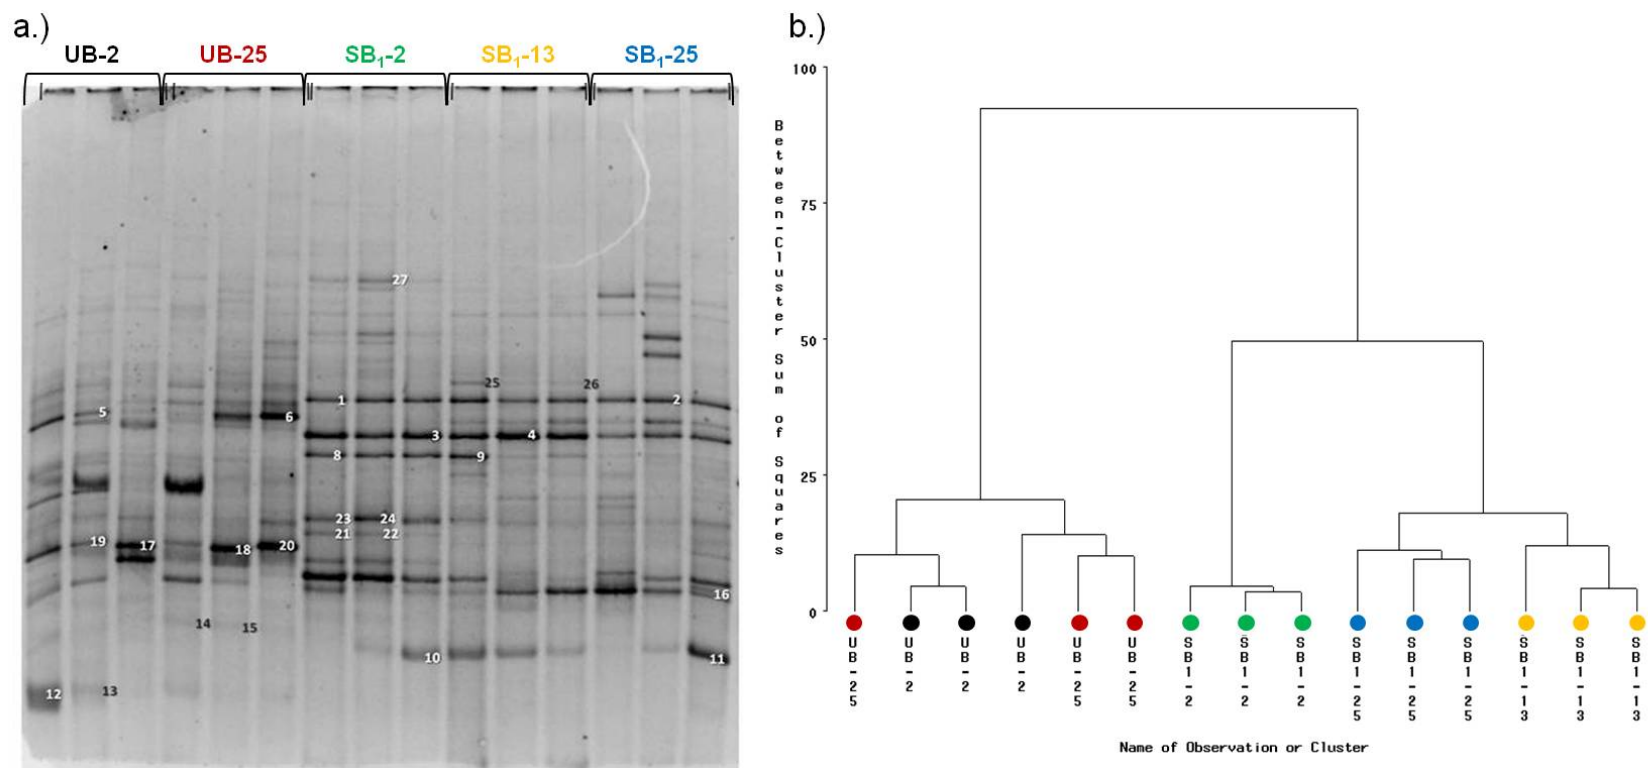 a.)
UB-2 UB-25 SB1-2 SB1-13 SB1-25
27
25 26
1 2
5 6
3 4
8 9
23 24
21 22
19 17 18 20
16
14 15
10 11
12 13
b.)
Between-Cluster Sum of Squares
100
75
50
25
0
UB-25 UB-2 UB-2 UB-2 UB-25 UB-25 SB1-2 SB1-2 SB1-2 SB1-25 SB1-25 SB1-25 SB1-13 SB1-13 SB1-13
Name of Observation or Cluster